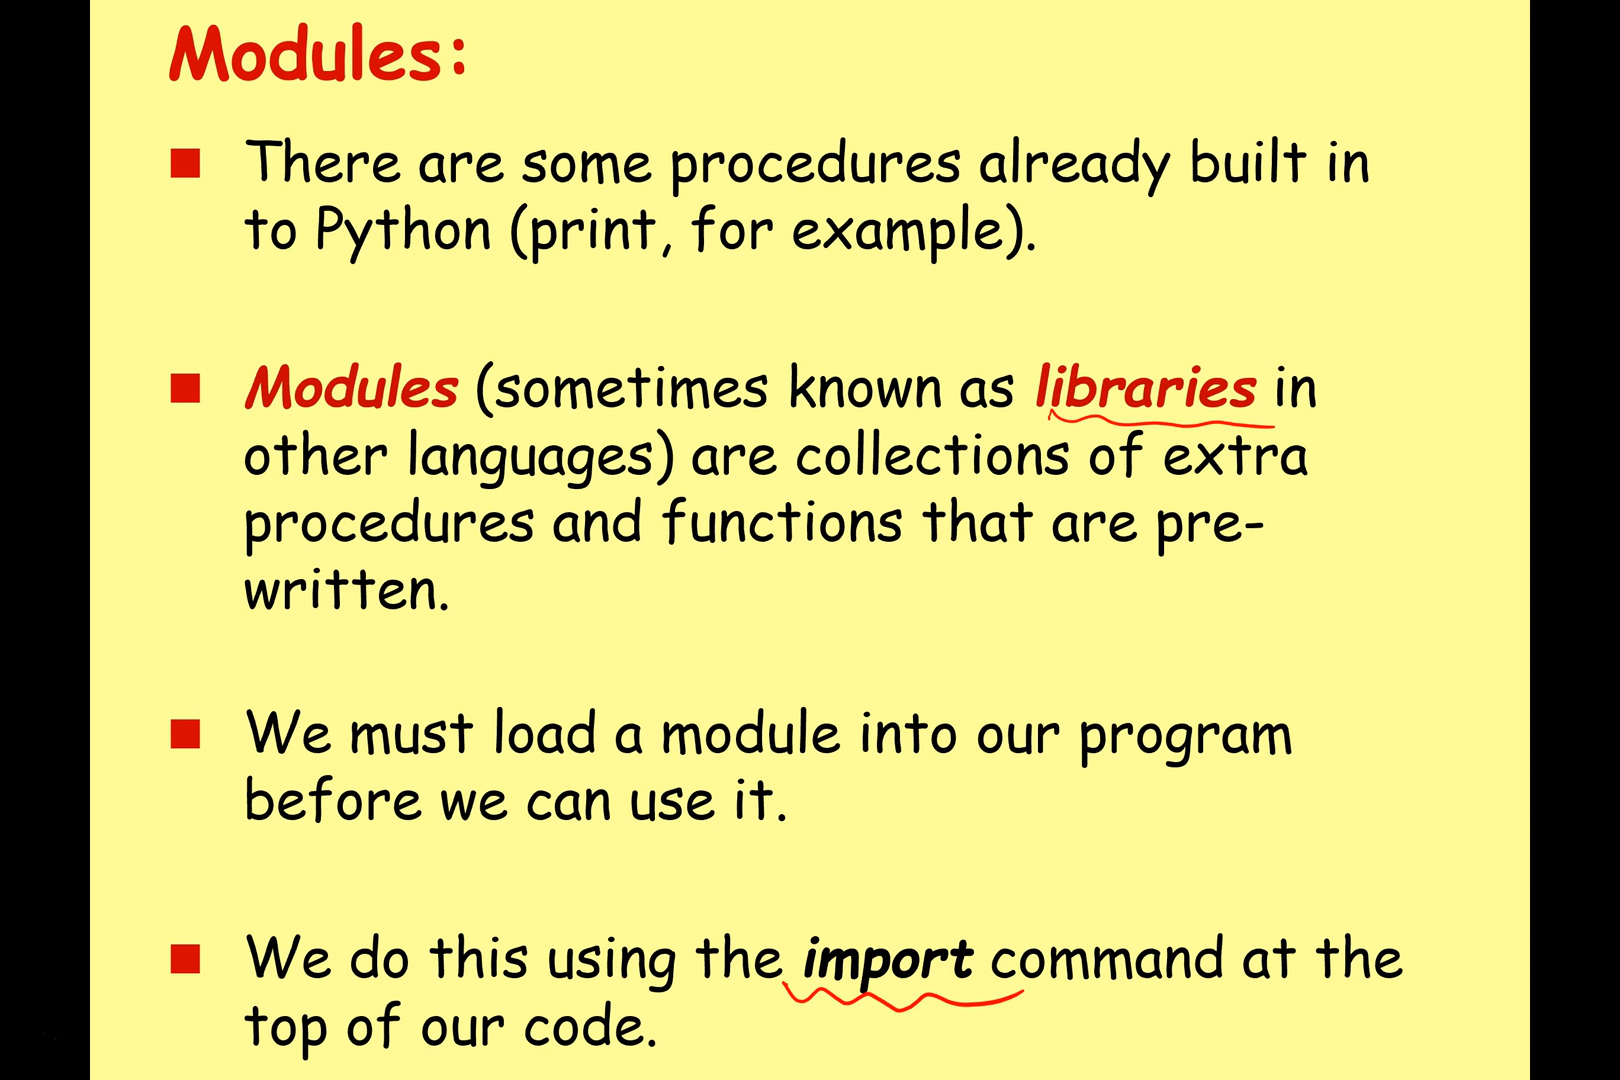 Modules:
There are some procedures already built in
to Python (print, for example).
Modules (sometimes known as libraries in
other languages) are collections of extra
procedures and functions that are pre-
written.
We must load a module into our program
before we can use it.
We do this using the import command at the
top of our code.